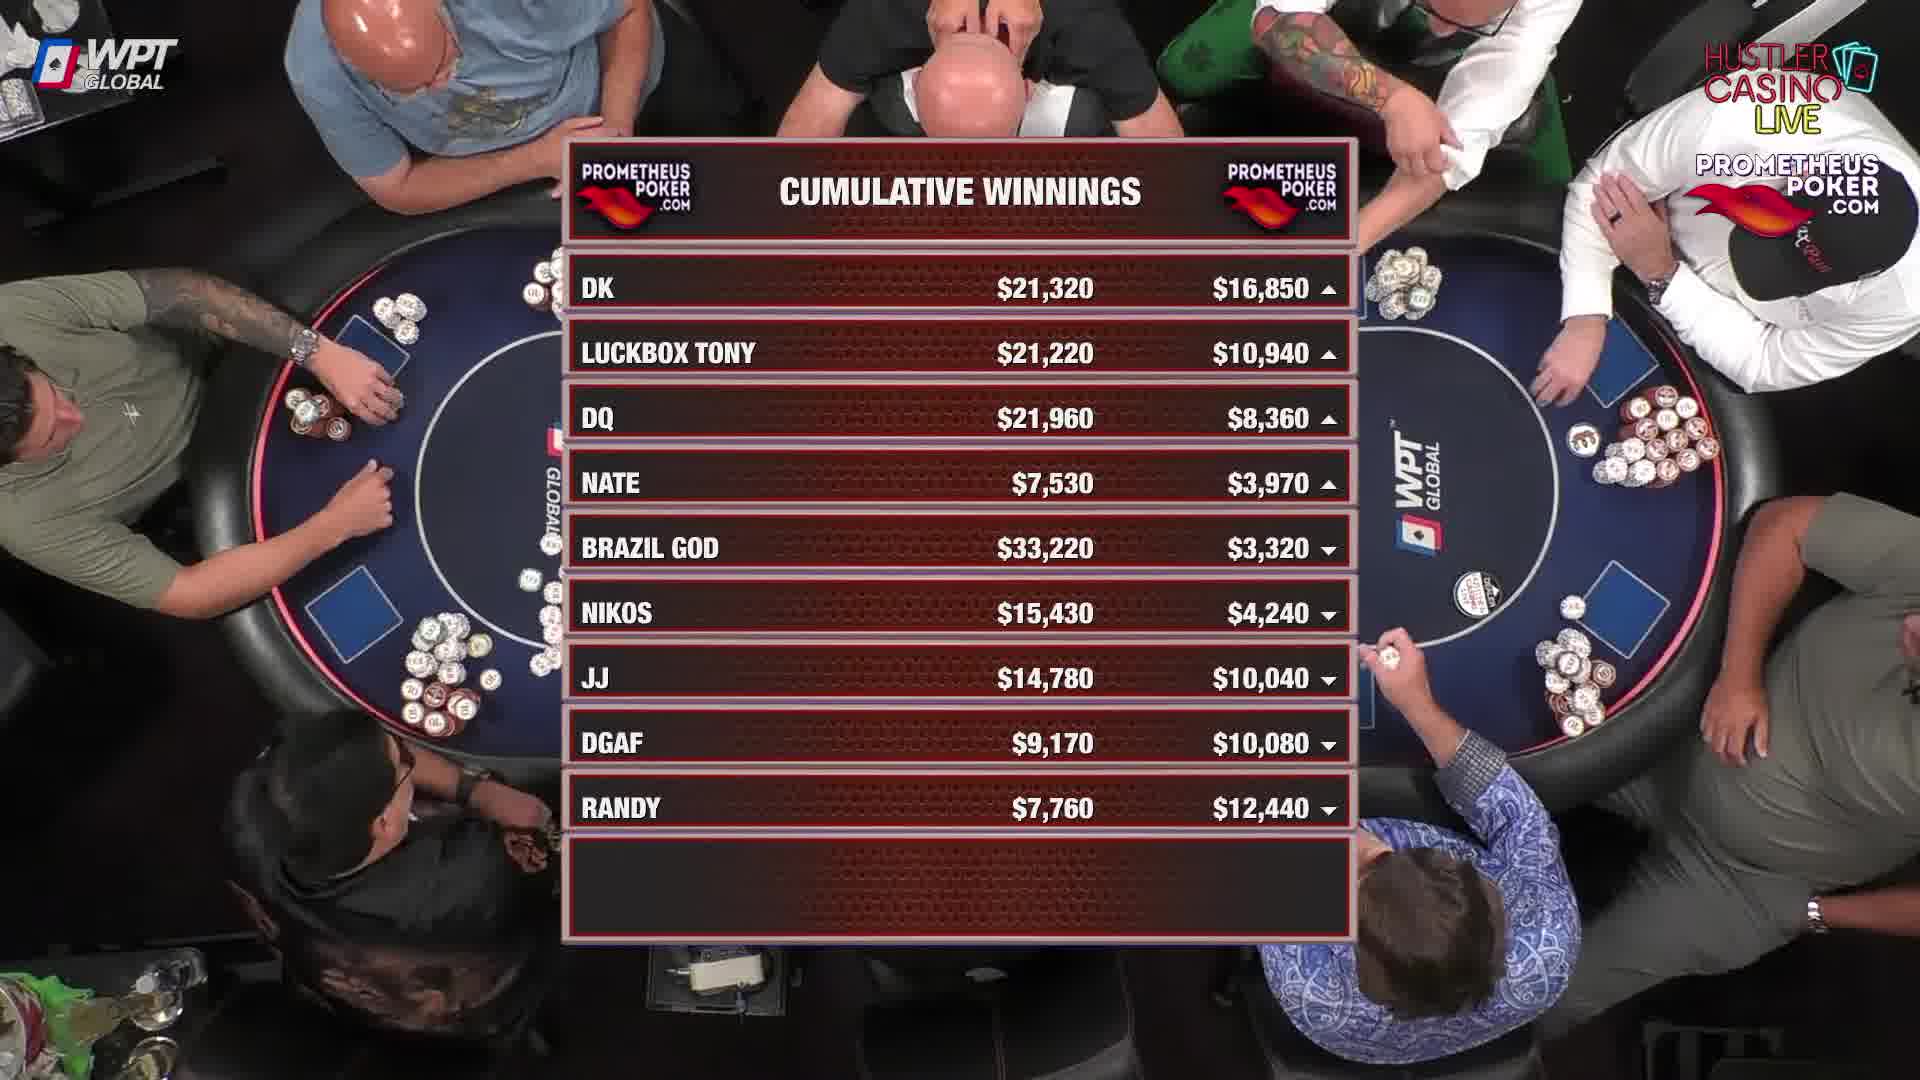 WPT
GLOBAL
HUSTLER
CASINO
LIVE
PROMETHEUS
POKER
.COM
PROMETHEUS
POKER
.COM
CUMULATIVE WINNINGS
PROMETHEUS
POKER
.COM
DK $21,320 $16,850
LUCKBOX TONY $21,220 $10,940
DQ $21,960 $8,360
NATE $7,530 $3,970
BRAZIL GOD $33,220 $3,320
NIKOS $15,430 $4,240
JJ $14,780 $10,040
DGAF $9,170 $10,080
RANDY $7,760 $12,440
GLOBAL
WPT
GLOBAL